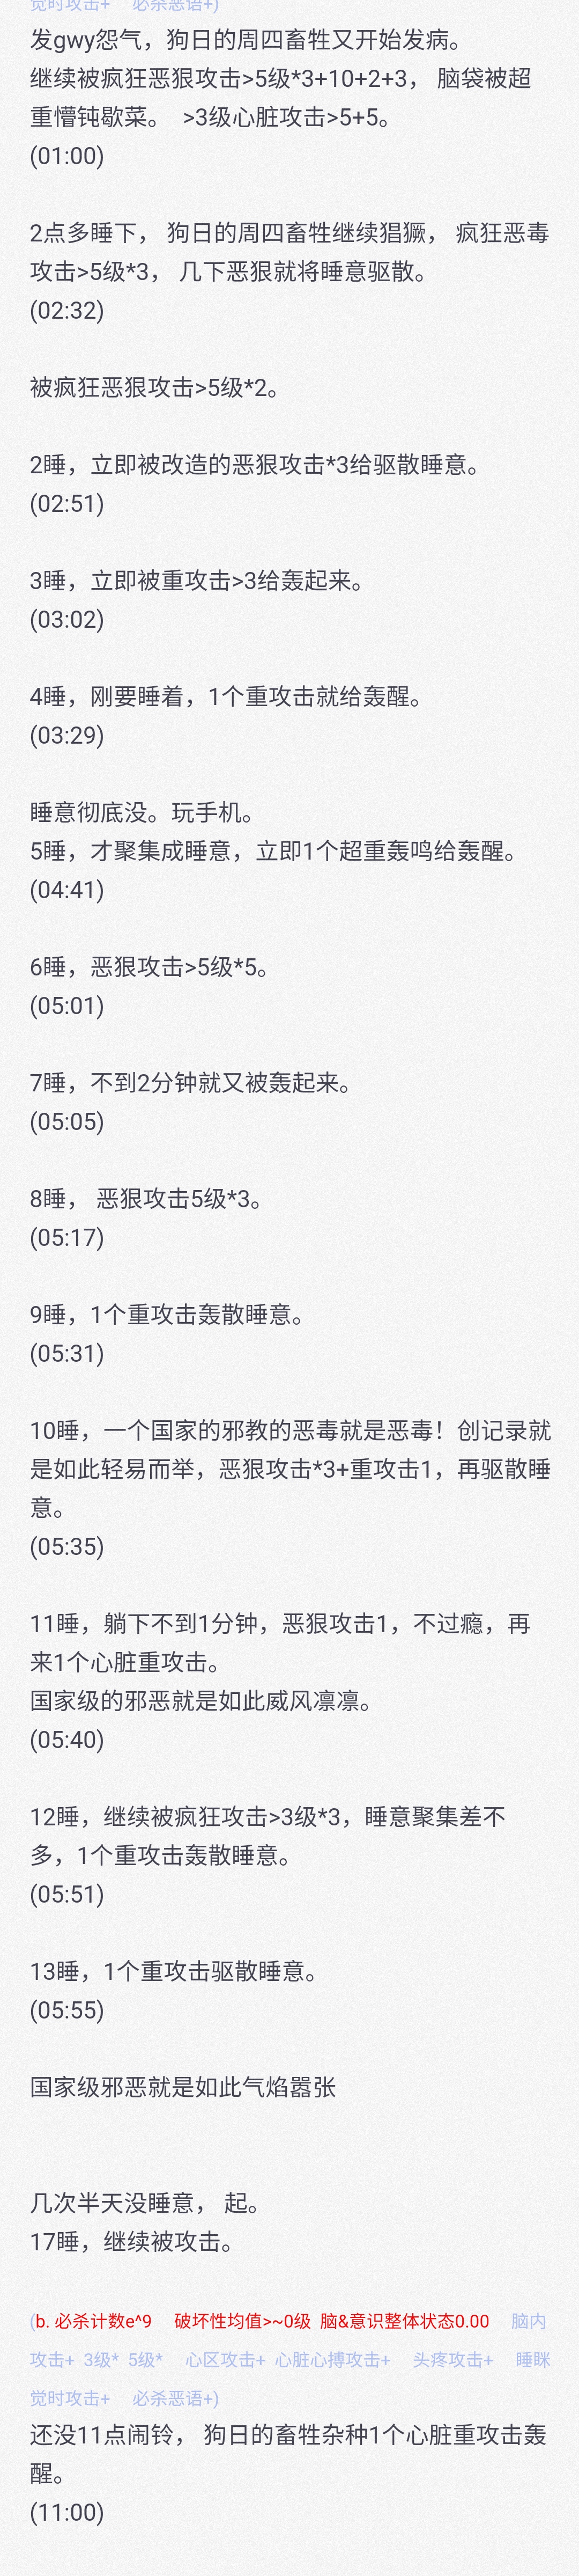 觉时攻击+ 必杀恶语+)
发gwy怨气，狗日的周四畜牲又开始发病。
继续被疯狂恶狠攻击>5级*3+10+2+3， 脑袋被超
重懵钝歇菜。 >3级心脏攻击>5+5。
(01:00)
2点多睡下， 狗日的周四畜牲继续猖獗， 疯狂恶毒
攻击>5级*3， 几下恶狠就将睡意驱散。
(02:32)
被疯狂恶狠攻击>5级*2。
2睡，立即被改造的恶狠攻击*3给驱散睡意。
(02:51)
3睡，立即被重攻击>3给轰起来。
(03:02)
4睡，刚要睡着，1个重攻击就给轰醒。
(03:29)
睡意彻底没。玩手机。
5睡，才聚集成睡意，立即1个超重轰鸣给轰醒。
(04:41)
6睡，恶狠攻击>5级*5。
(05:01)
7睡，不到2分钟就又被轰起来。
(05:05)
8睡， 恶狠攻击5级*3。
(05:17)
9睡，1个重攻击轰散睡意。
(05:31)
10睡，一个国家的邪教的恶毒就是恶毒！创记录就
是如此轻易而举，恶狠攻击*3+重攻击1，再驱散睡
意。
(05:35)
11睡，躺下不到1分钟，恶狠攻击1，不过瘾，再
来1个心脏重攻击。
国家级的邪恶就是如此威风凛凛。
(05:40)
12睡，继续被疯狂攻击>3级*3，睡意聚集差不
多，1个重攻击轰散睡意。
(05:51)
13睡，1个重攻击驱散睡意。
(05:55)
国家级邪恶就是如此气焰嚣张
几次半天没睡意， 起。
17睡，继续被攻击。
(b. 必杀计数e^9 破坏性均值>~0级 脑&意识整体状态0.00 脑内
攻击+ 3级* 5级* 心区攻击+ 心脏心搏攻击+ 头疼攻击+ 睡眯
觉时攻击+ 必杀恶语+)
还没11点闹铃， 狗日的畜牲杂种1个心脏重攻击轰
醒。
(11:00)